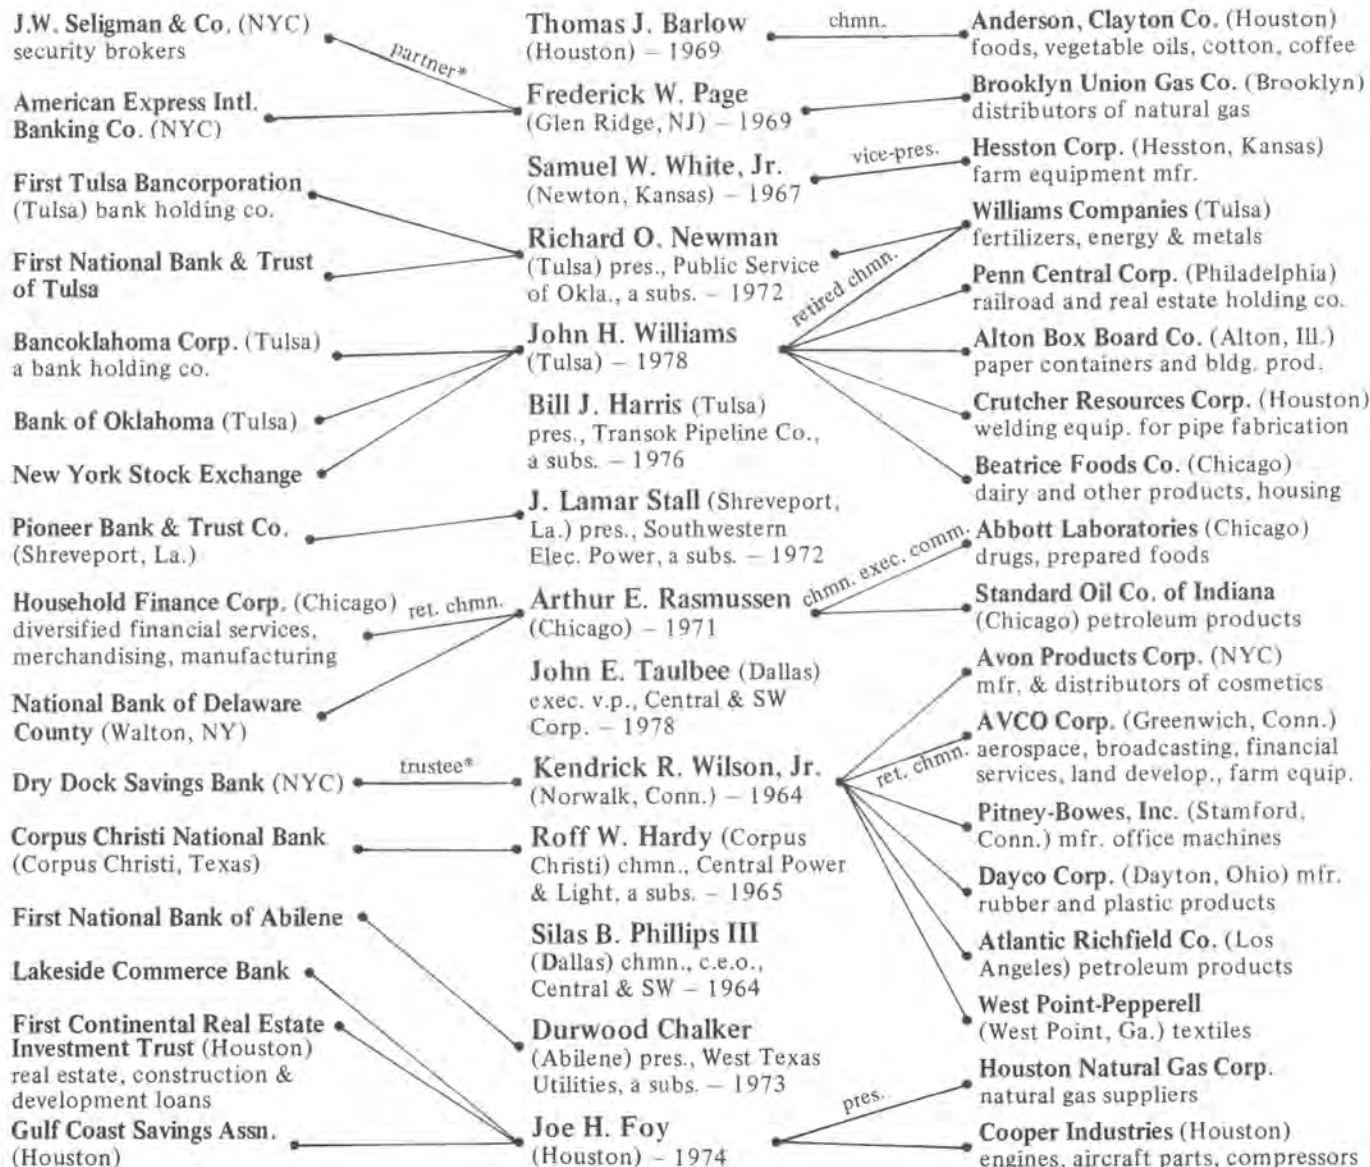 J.W. Seligman & Co. (NYC)
security brokers
American Express Intl.
Banking Co. (NYC)
First Tulsa Bancorporation
(Tulsa) bank holding co.
First National Bank & Trust
of Tulsa
Bancoklahoma Corp. (Tulsa)
a bank holding co.
Bank of Oklahoma (Tulsa)
New York Stock Exchange
Pioneer Bank & Trust Co.
(Shreveport, La.)
Household Finance Corp. (Chicago)
diversified financial services,
merchandising, manufacturing
National Bank of Delaware
County (Walton, NY)
Dry Dock Savings Bank (NYC)
Corpus Christi National Bank
(Corpus Christi, Texas)
First National Bank of Abilene
Lakeside Commerce Bank
First Continental Real Estate
Investment Trust (Houston)
real estate, construction &
development loans
Gulf Coast Savings Assn.
(Houston)
partner*
ret. chmn.
trustee*
Thomas J. Barlow
(Houston) – 1969
Frederick W. Page
(Glen Ridge, NJ) – 1969
Samuel W. White, Jr.
(Newton, Kansas) – 1967
Richard O. Newman
(Tulsa) pres., Public Service
of Okla., a subs. – 1972
John H. Williams
(Tulsa) – 1978
Bill J. Harris (Tulsa)
pres., Transok Pipeline Co.,
a subs. – 1976
J. Lamar Stall (Shreveport,
La.) pres., Southwestern
Elec. Power, a subs. – 1972
Arthur E. Rasmussen
(Chicago) – 1971
John E. Taulbee (Dallas)
exec. v.p., Central & SW
Corp. – 1978
Kendrick R. Wilson, Jr.
(Norwalk, Conn.) – 1964
Roff W. Hardy (Corpus
Christi) chmn., Central Power
& Light, a subs. – 1965
Silas B. Phillips III
(Dallas) chmn., c.e.o.,
Central & SW – 1964
Durwood Chalker
(Abilene) pres., West Texas
Utilities, a subs. – 1973
Joe H. Foy
(Houston) – 1974
chmn.
vice-pres.
retired chmn.
chmn. exec. comm.
ret. chmn.
pres.
Anderson, Clayton Co. (Houston)
foods, vegetable oils, cotton, coffee
Brooklyn Union Gas Co. (Brooklyn)
distributors of natural gas
Hesston Corp. (Hesston, Kansas)
farm equipment mfr.
Williams Companies (Tulsa)
fertilizers, energy & metals
Penn Central Corp. (Philadelphia)
railroad and real estate holding co.
Alton Box Board Co. (Alton, Ill.)
paper containers and bldg. prod.
Crutcher Resources Corp. (Houston)
welding equip. for pipe fabrication
Beatrice Foods Co. (Chicago)
dairy and other products, housing
Abbott Laboratories (Chicago)
drugs, prepared foods
Standard Oil Co. of Indiana
(Chicago) petroleum products
Avon Products Corp. (NYC)
mfr. & distributors of cosmetics
AVCO Corp. (Greenwich, Conn.)
aerospace, broadcasting, financial
services, land develop., farm equip.
Pitney-Bowes, Inc. (Stamford,
Conn.) mfr. office machines
Dayco Corp. (Dayton, Ohio) mfr.
rubber and plastic products
Atlantic Richfield Co. (Los
Angeles) petroleum products
West Point-Pepperell
(West Point, Ga.) textiles
Houston Natural Gas Corp.
natural gas suppliers
Cooper Industries (Houston)
engines, aircraft parts, compressors